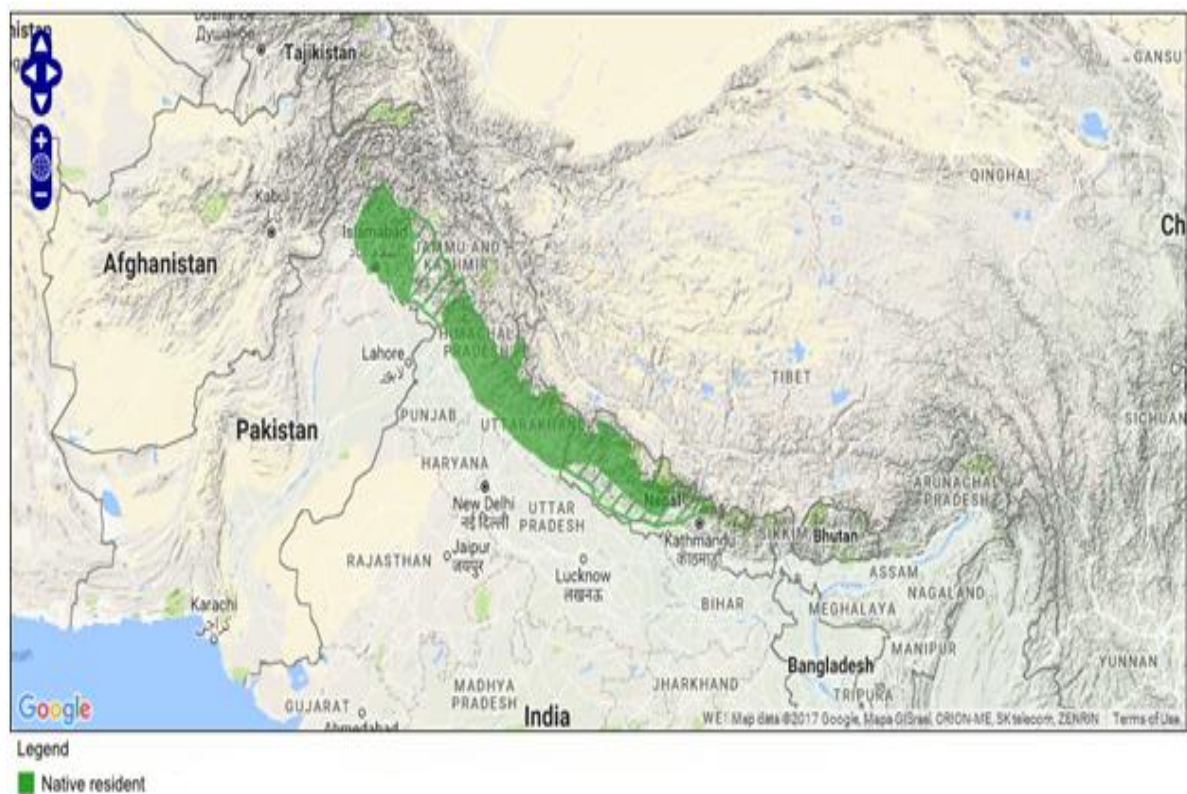 Душанбе
Tajikistan
GANSU
QINGHAI
Kabul
Islamabad
JAMMU AND
KASHMIR
Afghanistan
Ch
HIMACHAL
PRADESH
Lahore
TIBET
SICHUAN
PUNJAB
UTTARAKHAND
Pakistan
HARYANA
ARUNACHAL
PRADESH
New Delhi
नई दिल्ली
UTTAR
PRADESH
Nepal
Kathmandu
काठमाडौं
SIKKIM
Bhutan
RAJASTHAN
Jaipur
जयपुर
Lucknow
लखनऊ
ASSAM
NAGALAND
BIHAR
MEGHALAYA
Karachi
کراچی
MANIPUR
Bangladesh
YUNNAN
MADHYA
PRADESH
JHARKHAND
TRIPURA
GUJARAT
Ahmedabad
India
Google
Map data ©2017 Google, Mapa GISrael, ORION-ME, SK telecom, ZENRIN
Terms of Use
Legend
Native resident